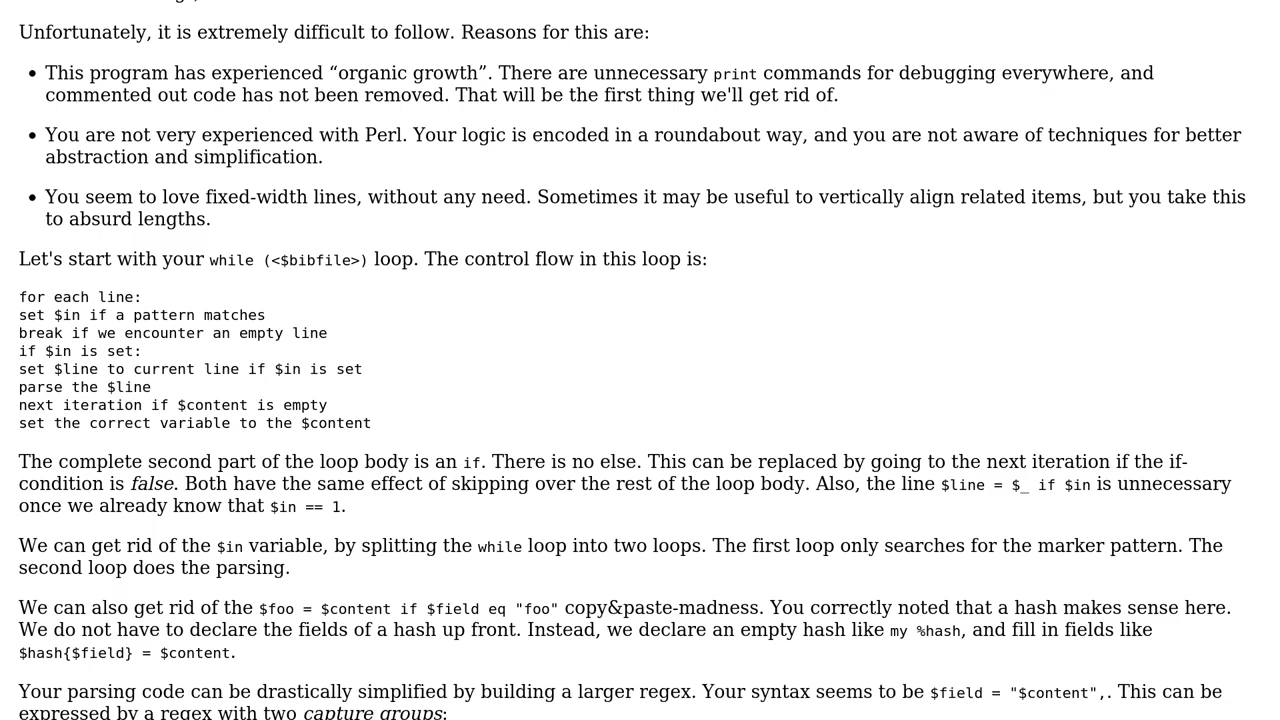 Unfortunately, it is extremely difficult to follow. Reasons for this are:
• This program has experienced “organic growth”. There are unnecessary print commands for debugging everywhere, and
commented out code has not been removed. That will be the first thing we'll get rid of.
• You are not very experienced with Perl. Your logic is encoded in a roundabout way, and you are not aware of techniques for better
abstraction and simplification.
• You seem to love fixed-width lines, without any need. Sometimes it may be useful to vertically align related items, but you take this
to absurd lengths.
Let's start with your while (<$bibfile>) loop. The control flow in this loop is:
for each line:
set $in if a pattern matches
break if we encounter an empty line
if $in is set:
set $line to current line if $in is set
parse the $line
next iteration if $content is empty
set the correct variable to the $content
The complete second part of the loop body is an if. There is no else. This can be replaced by going to the next iteration if the if-
condition is false. Both have the same effect of skipping over the rest of the loop body. Also, the line $line = $_ if $in is unnecessary
once we already know that $in == 1.
We can get rid of the $in variable, by splitting the while loop into two loops. The first loop only searches for the marker pattern. The
second loop does the parsing.
We can also get rid of the $foo = $content if $field eq "foo" copy&paste-madness. You correctly noted that a hash makes sense here.
We do not have to declare the fields of a hash up front. Instead, we declare an empty hash like my %hash, and fill in fields like
$hash{$field} = $content.
Your parsing code can be drastically simplified by building a larger regex. Your syntax seems to be $field = "$content",. This can be
expressed by a regex with two capture groups: